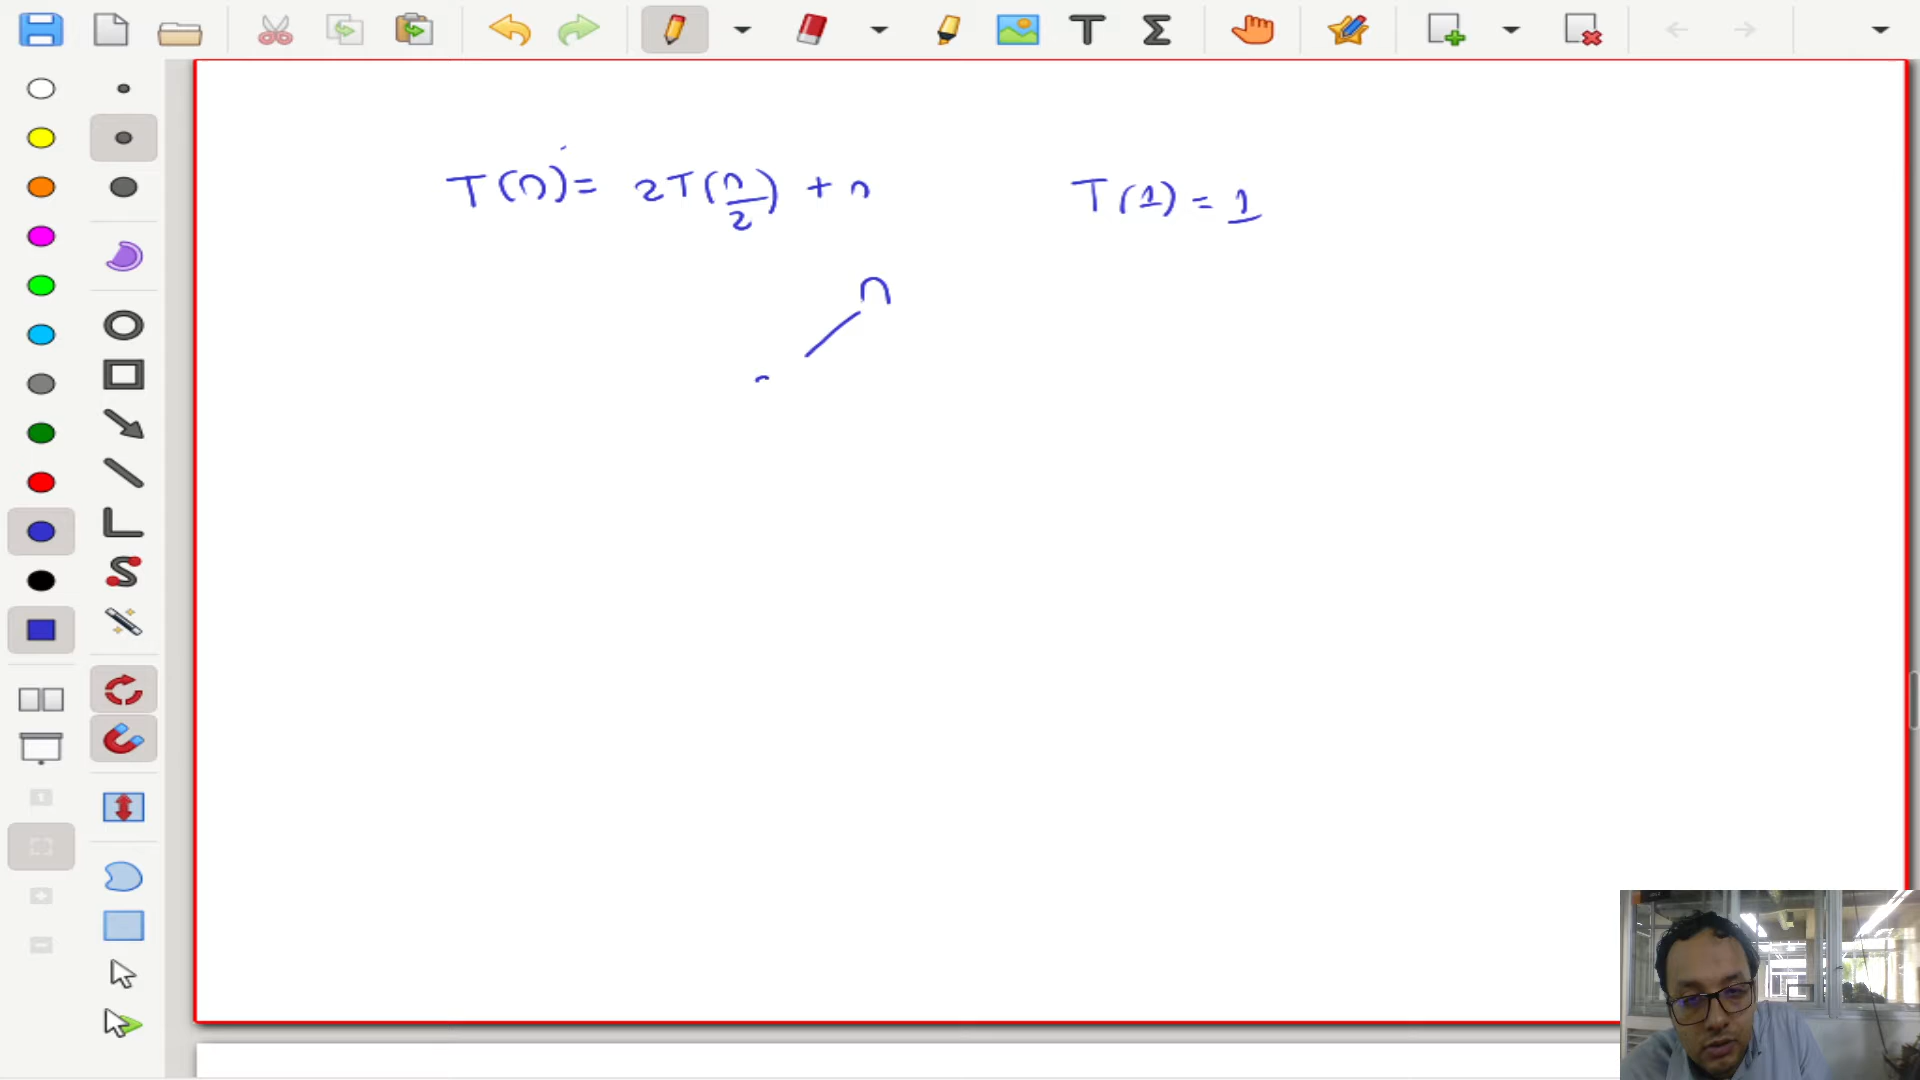 T(n) = 2T(n/2) + n T(1) = 1
n